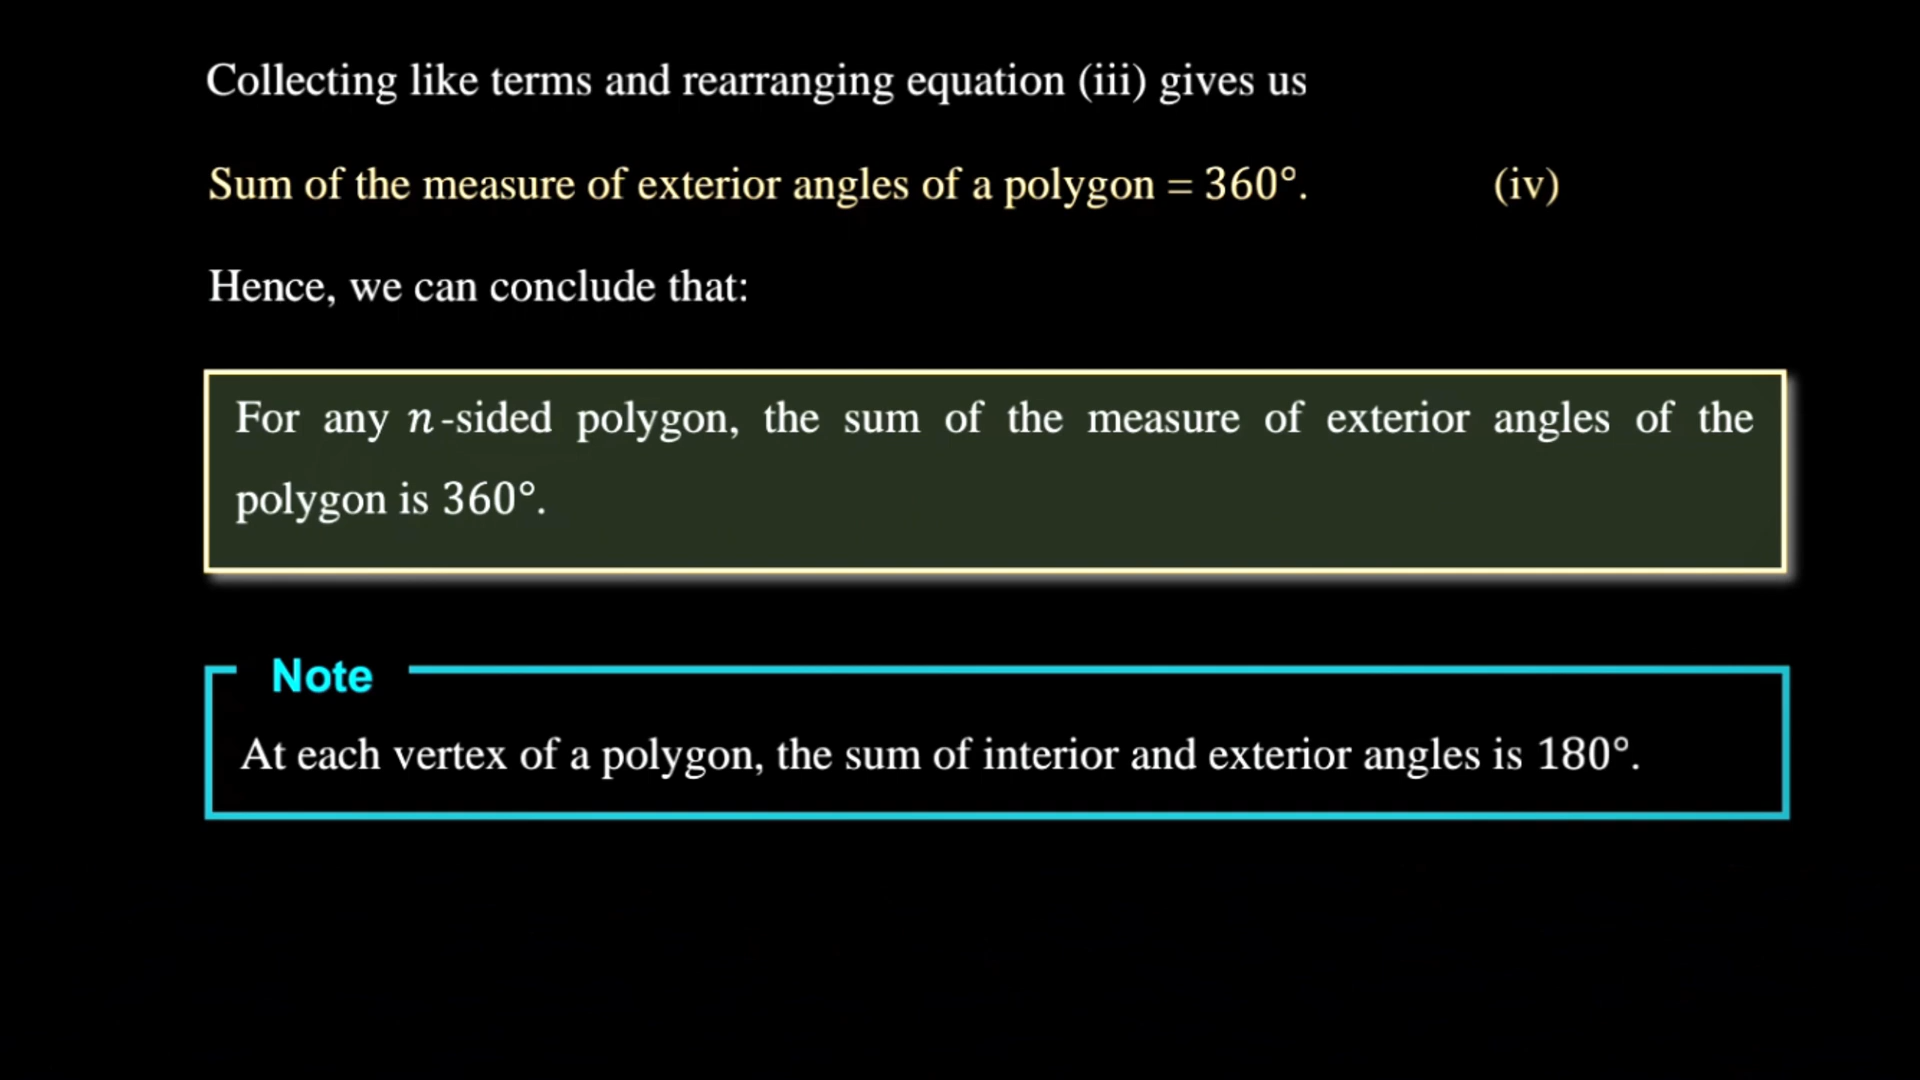 Collecting like terms and rearranging equation (iii) gives us
Sum of the measure of exterior angles of a polygon = 360°. (iv)
Hence, we can conclude that:
For any n-sided polygon, the sum of the measure of exterior angles of the
polygon is 360°.
Note
At each vertex of a polygon, the sum of interior and exterior angles is 180°.